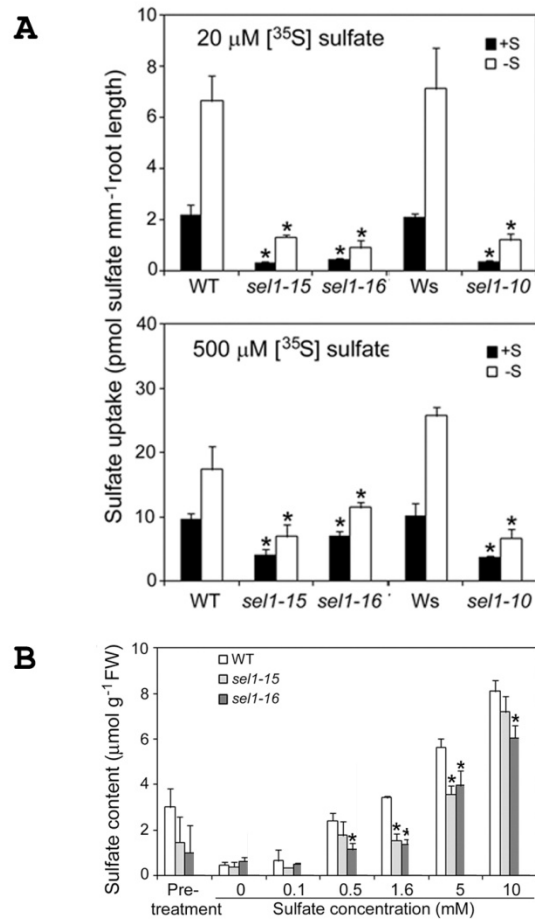 A
20 μM [³⁵S] sulfate
+S
-S
10
8
6
4
2
0
*
*
*
*
*
*
WT
sel1-15
sel1-16
Ws
sel1-10
500 μM [³⁵S] sulfate
+S
-S
40
30
20
10
0
*
*
*
*
*
*
WT
sel1-15
sel1-16
Ws
sel1-10
Sulfate uptake (pmol sulfate mm⁻¹root length)
B
WT
sel1-15
sel1-16
10
8
6
4
2
0
*
*
*
*
*
*
Sulfate content (μmol g⁻¹ FW)
Pre-
treatment
0
0.1
0.5
1.6
5
10
Sulfate concentration (mM)